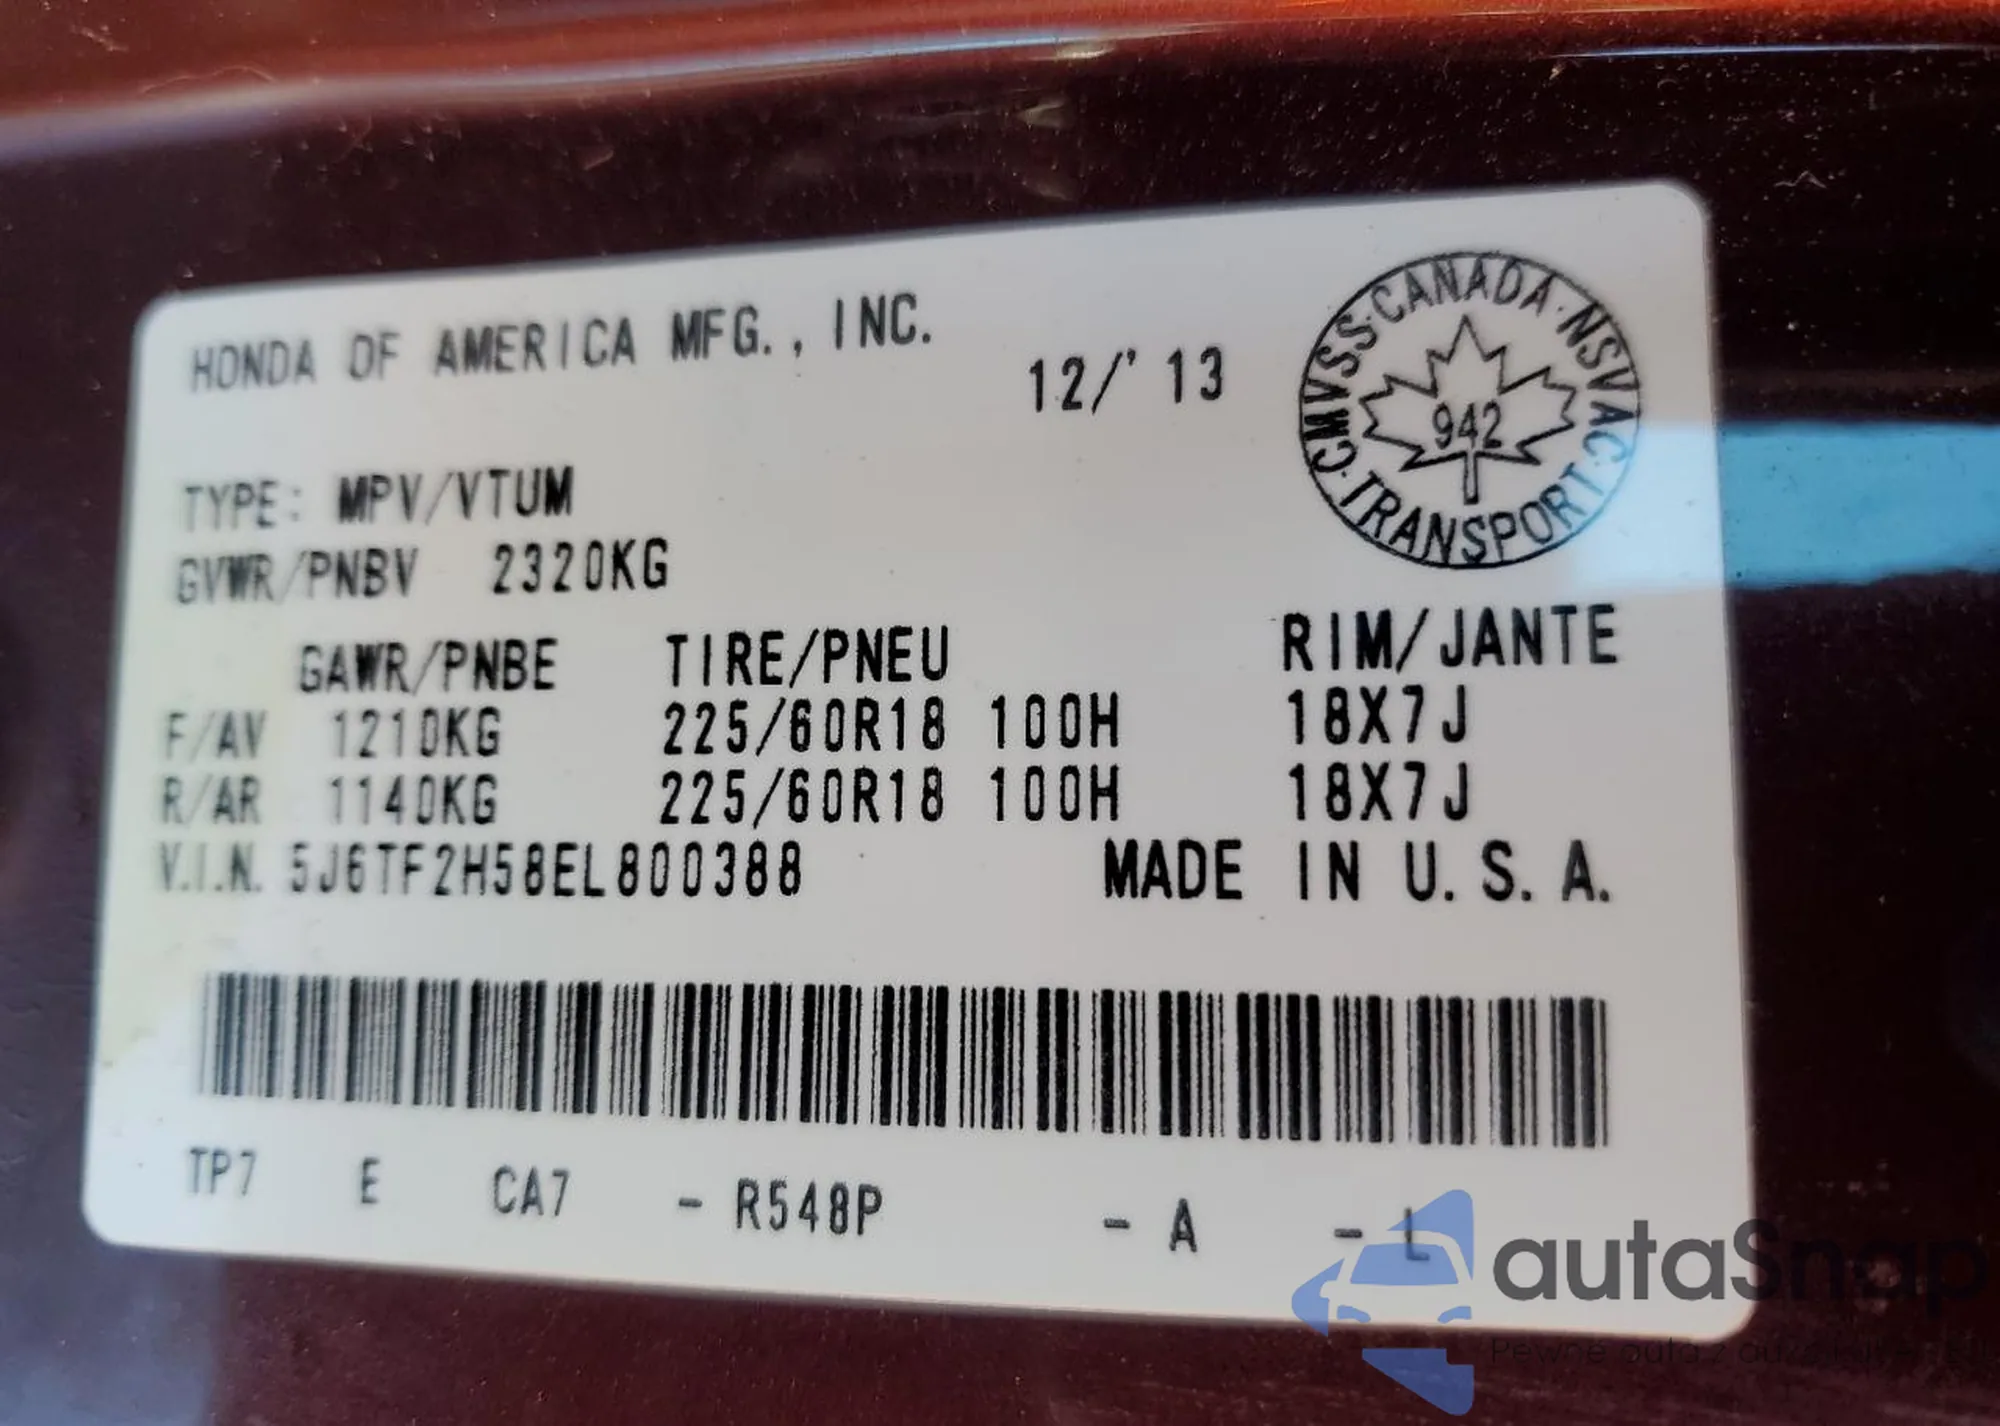 HONDA OF AMERICA MFG., INC.
12/'13
CMVSS·CANADA·NSVAC·TRANSPORT
942
TYPE: MPV/VTUM
GVWR/PNBV 2320KG
GAWR/PNBE TIRE/PNEU RIM/JANTE
F/AV 1210KG 225/60R18 100H 18X7J
R/AR 1140KG 225/60R18 100H 18X7J
V.I.N. 5J6TF2H58EL800388 MADE IN U.S.A.
TP7 E CA7 - R548P - A - L
autaSnap
Pewne auta z